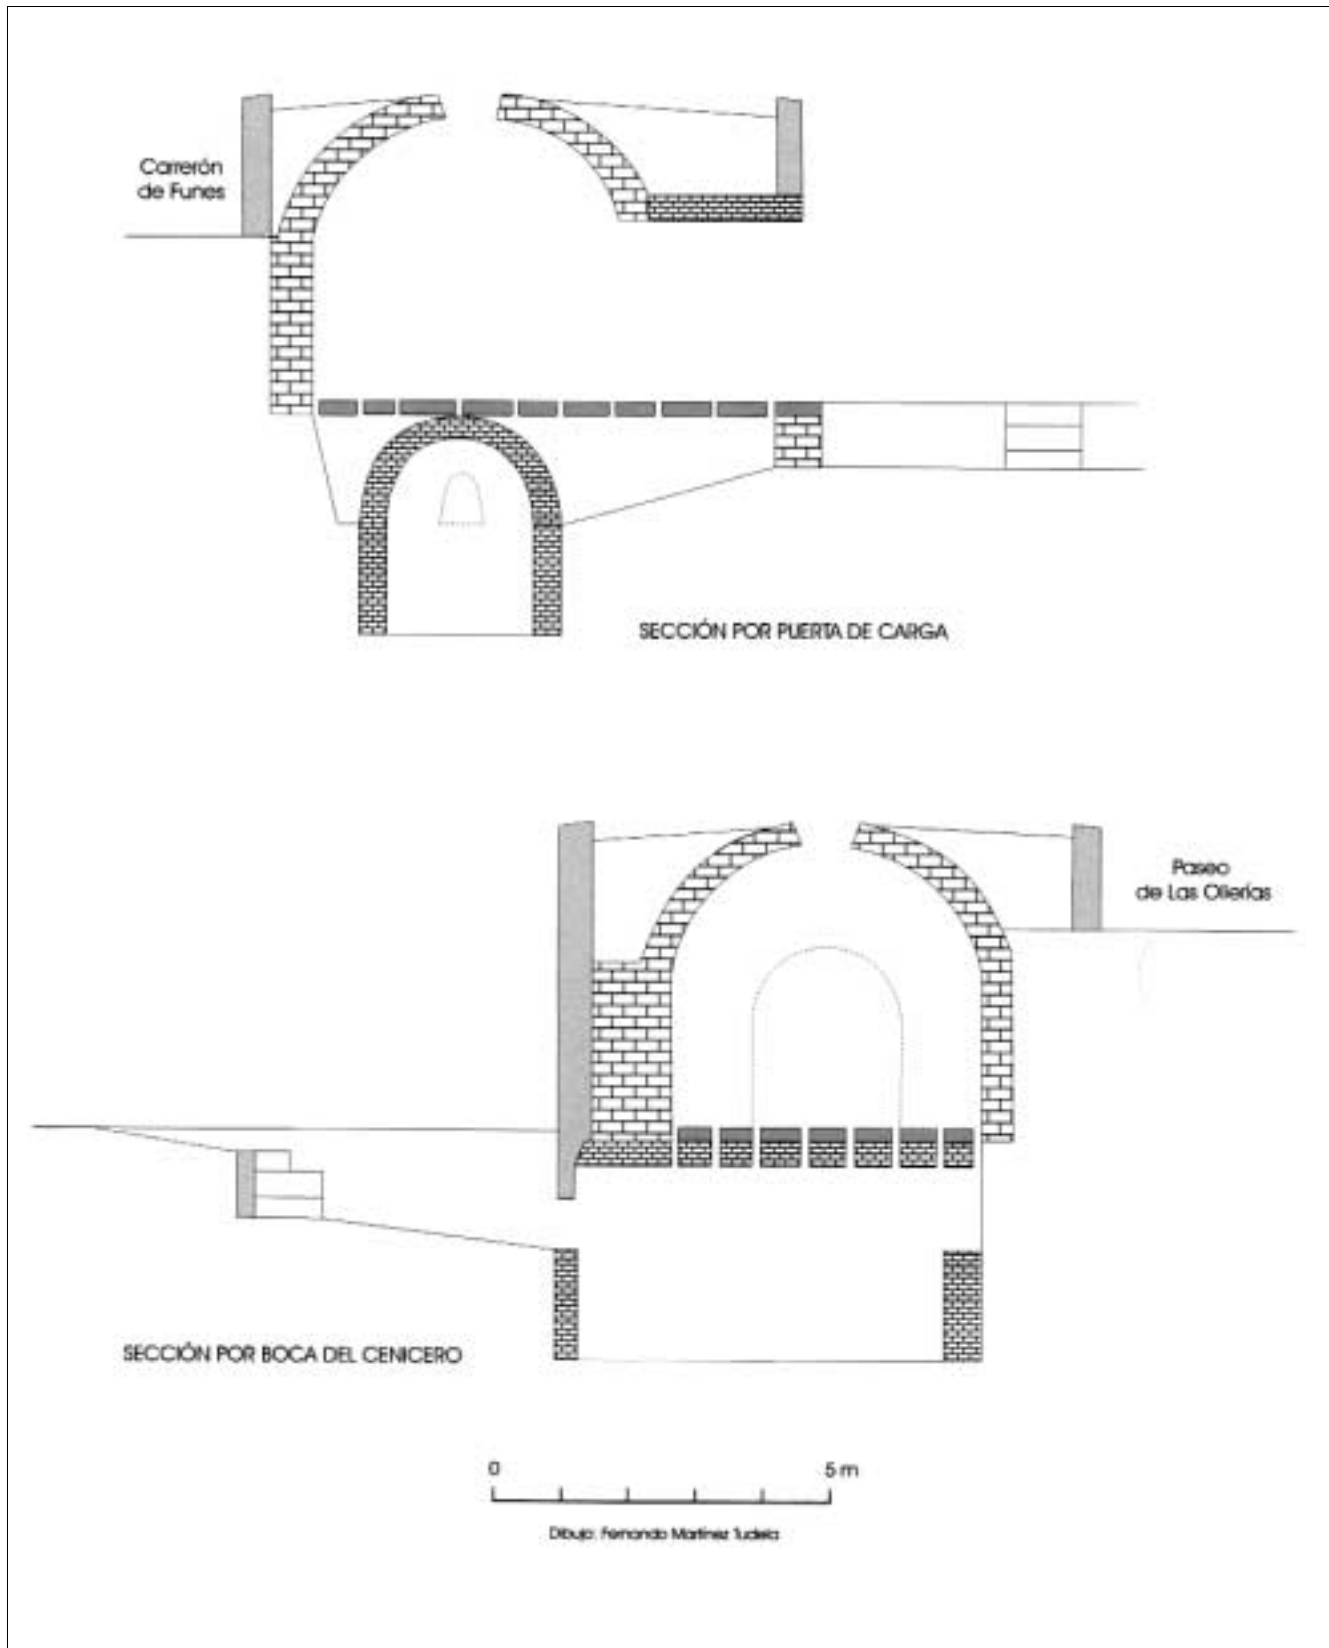 Carrerón
de Funes
SECCIÓN POR PUERTA DE CARGA
Paseo
de Las Ollerías
SECCIÓN POR BOCA DEL CENICERO
0 5 m
Dibujo: Fernando Martínez Tudela